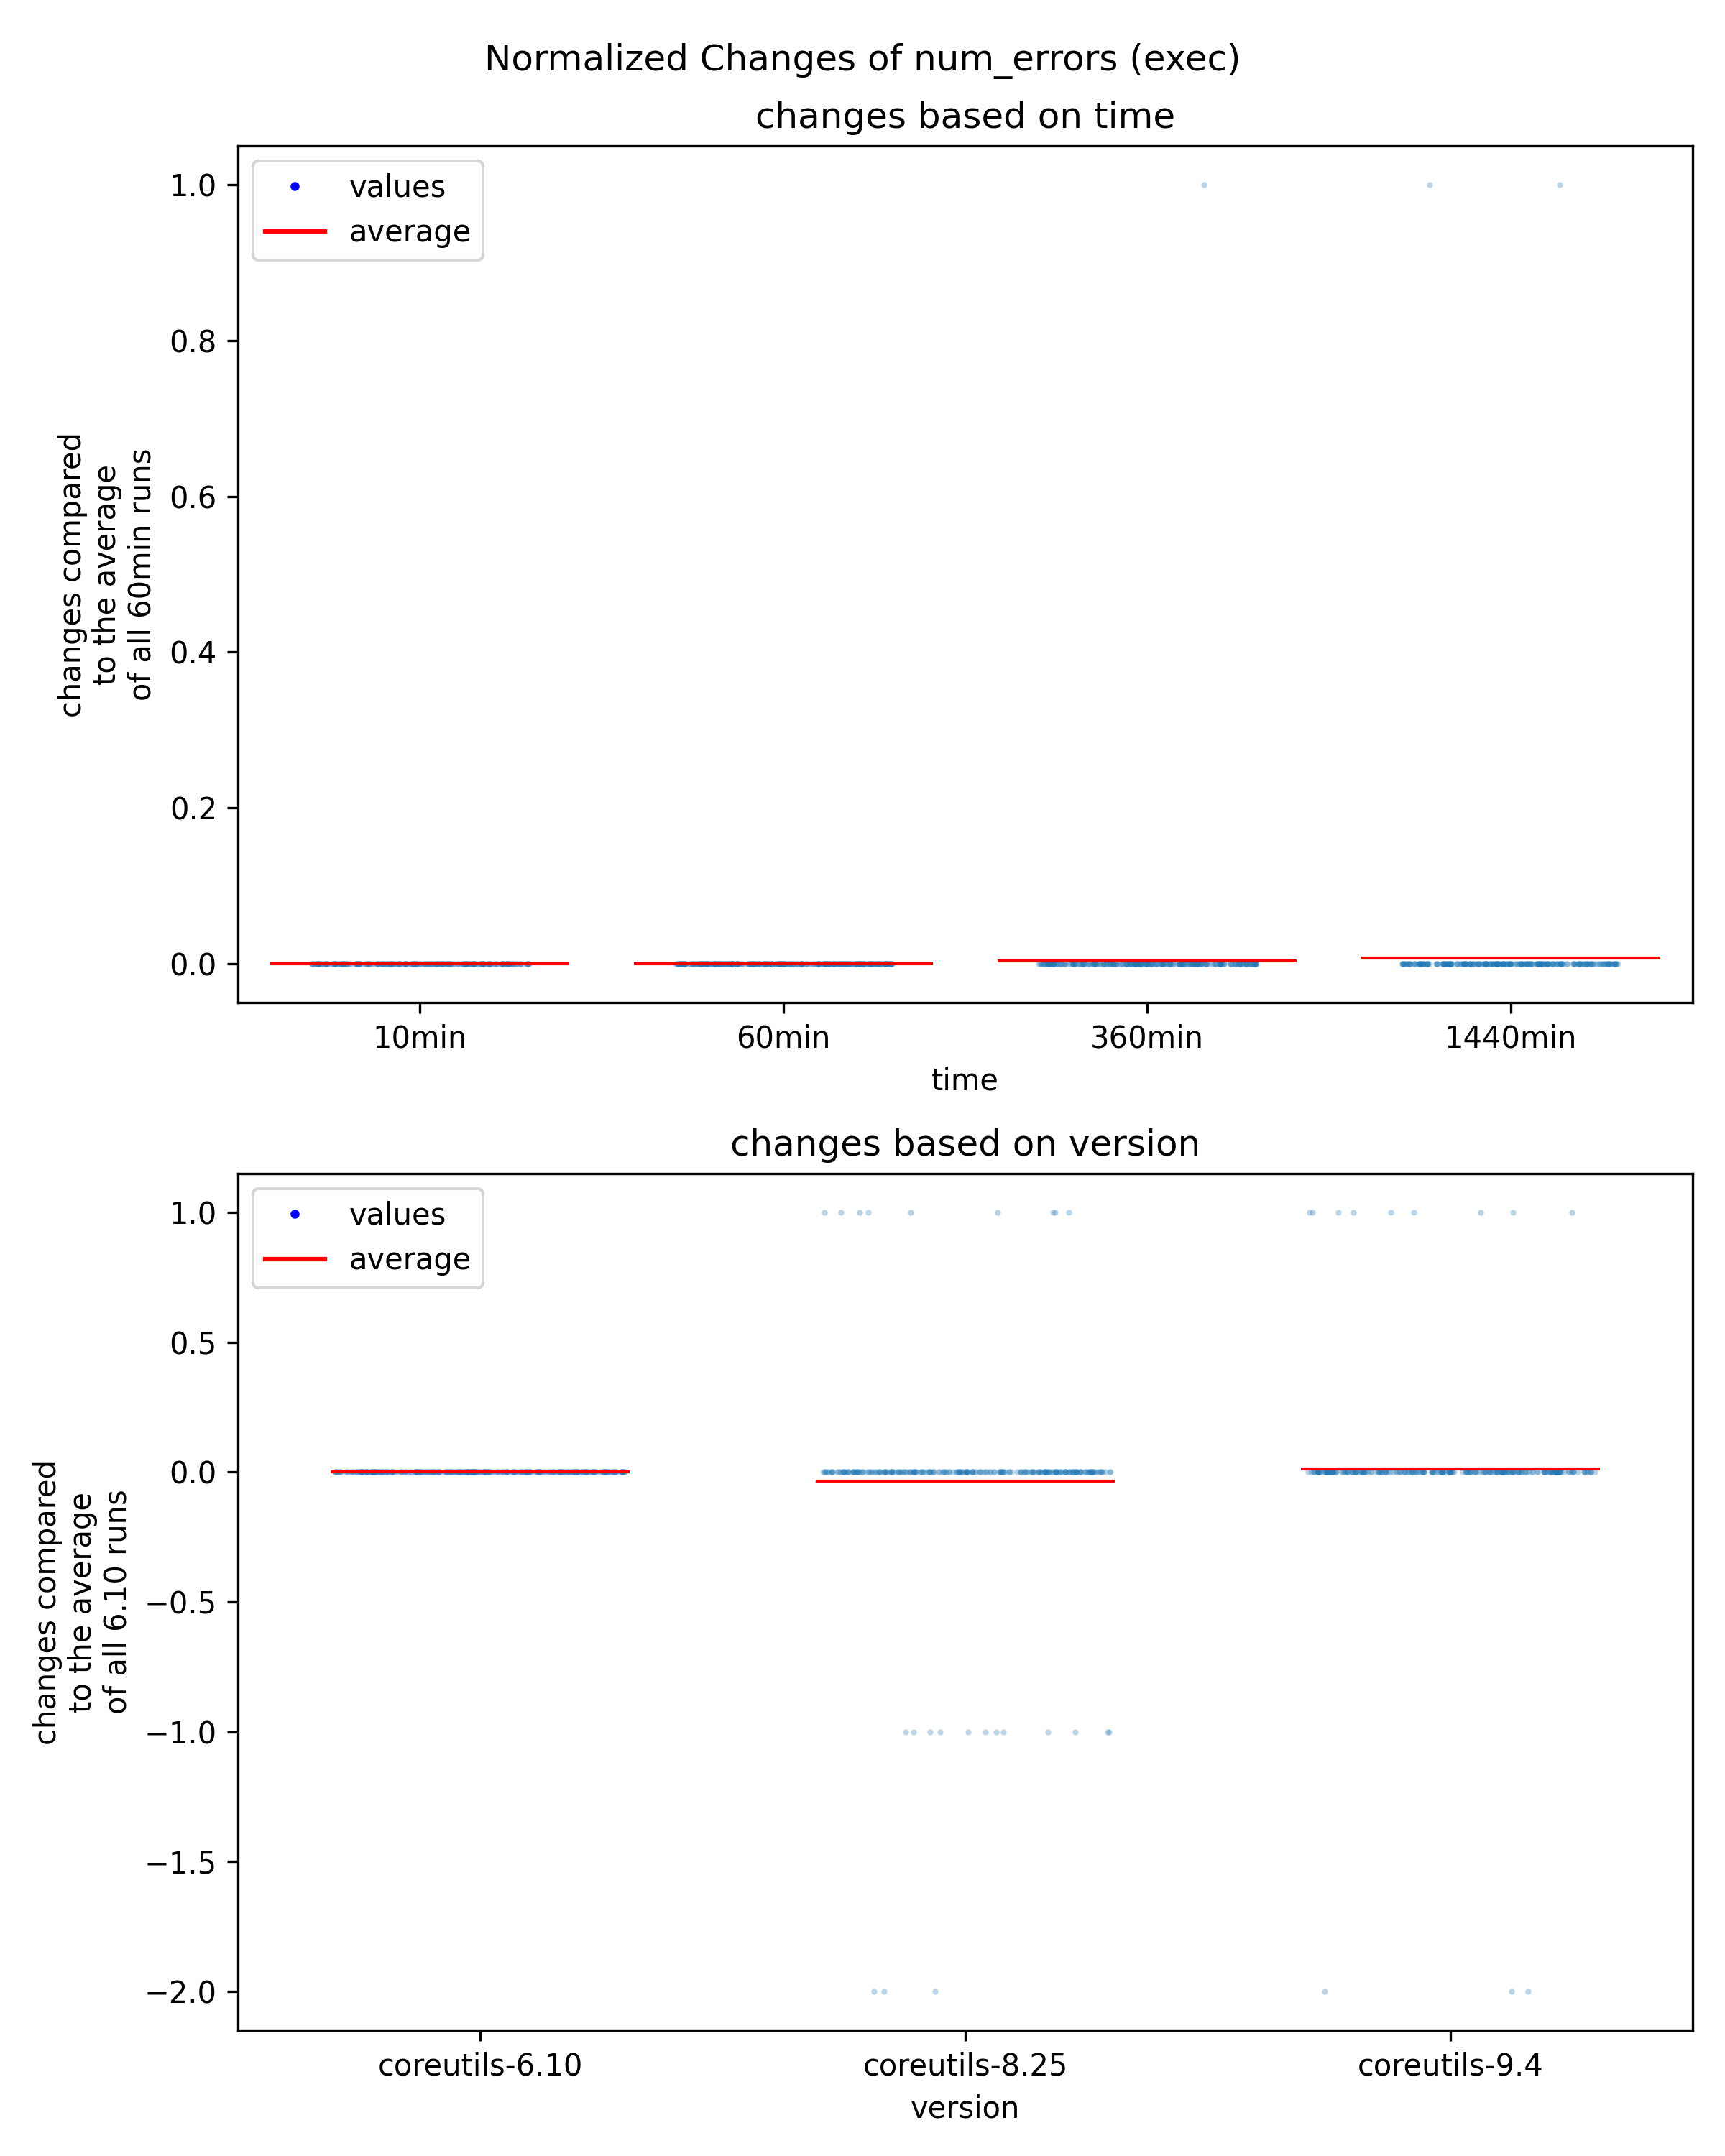 Normalized Changes of num_errors (exec)
changes based on time
values
average
1.0
0.8
0.6
0.4
0.2
0.0
changes compared
to the average
of all 60min runs
10min
60min
360min
1440min
time
changes based on version
values
average
1.0
0.5
0.0
−0.5
−1.0
−1.5
−2.0
changes compared
to the average
of all 6.10 runs
coreutils-6.10
coreutils-8.25
coreutils-9.4
version